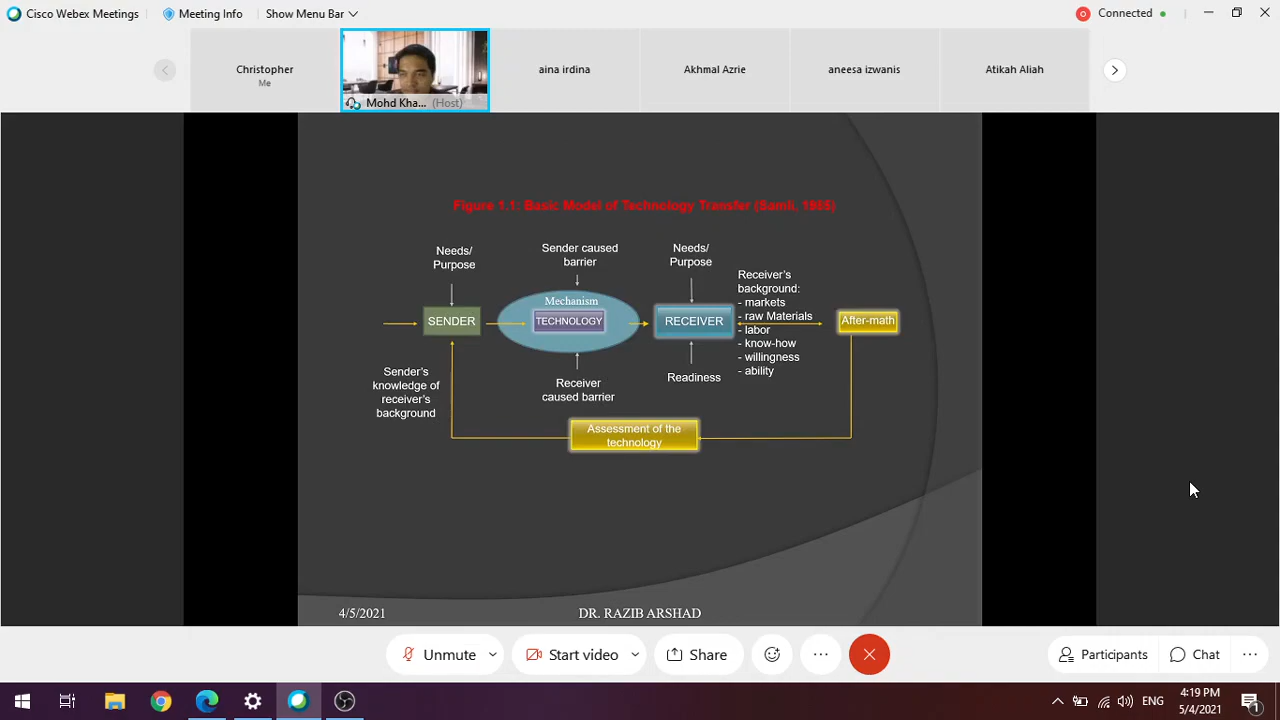 Cisco Webex Meetings
Meeting Info
Show Menu Bar
Connected
Christopher
Me
Mohd Kha... (Host)
aina irdina
Akhmal Azrie
aneesa izwanis
Atikah Aliah
Figure 1.1: Basic Model of Technology Transfer (Samli, 1985)
Needs/
Purpose
Sender caused
barrier
Needs/
Purpose
Receiver's
background:
- markets
- raw Materials
- labor
- know-how
- willingness
- ability
Mechanism
SENDER
TECHNOLOGY
RECEIVER
After-math
Sender's
knowledge of
receiver's
background
Receiver
caused barrier
Readiness
Assessment of the
technology
4/5/2021
DR. RAZIB ARSHAD
Unmute
Start video
Share
Participants
Chat
ENG
4:19 PM
5/4/2021
1